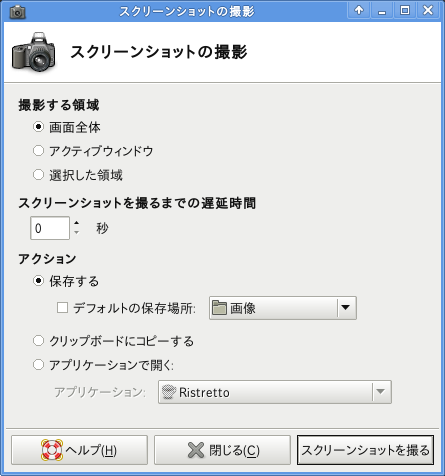 スクリーンショットの撮影
スクリーンショットの撮影
撮影する領域
画面全体
アクティブウィンドウ
選択した領域
スクリーンショットを撮るまでの遅延時間
0 秒
アクション
保存する
デフォルトの保存場所: 画像
クリップボードにコピーする
アプリケーションで開く:
アプリケーション: Ristretto
ヘルプ(H) 閉じる(C) スクリーンショットを撮る